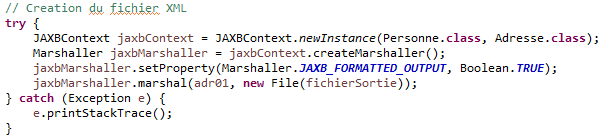 // Creation du fichier XML
try {
    JAXBContext jaxbContext = JAXBContext.newInstance(Personne.class, Adresse.class);
    Marshaller jaxbMarshaller = jaxbContext.createMarshaller();
    jaxbMarshaller.setProperty(Marshaller.JAXB_FORMATTED_OUTPUT, Boolean.TRUE);
    jaxbMarshaller.marshal(adr01, new File(fichierSortie));
} catch (Exception e) {
    e.printStackTrace();
}